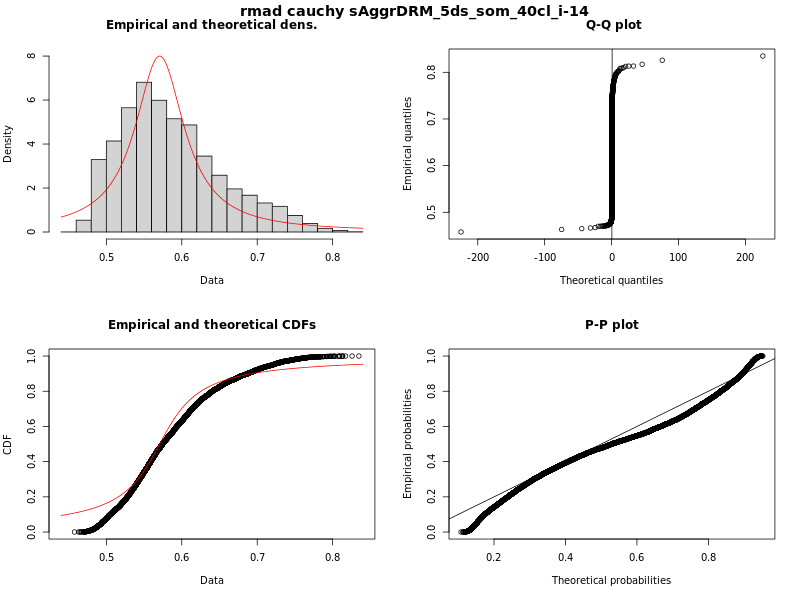 rmad cauchy sAggrDRM_5ds_som_40cl_i-14
Empirical and theoretical dens.
Density
0 2 4 6 8
0.5 0.6 0.7 0.8
Data
Q-Q plot
Empirical quantiles
0.5 0.6 0.7 0.8
-200 -100 0 100 200
Theoretical quantiles
Empirical and theoretical CDFs
CDF
0.0 0.2 0.4 0.6 0.8 1.0
0.5 0.6 0.7 0.8
Data
P-P plot
Empirical probabilities
0.0 0.2 0.4 0.6 0.8 1.0
0.2 0.4 0.6 0.8
Theoretical probabilities